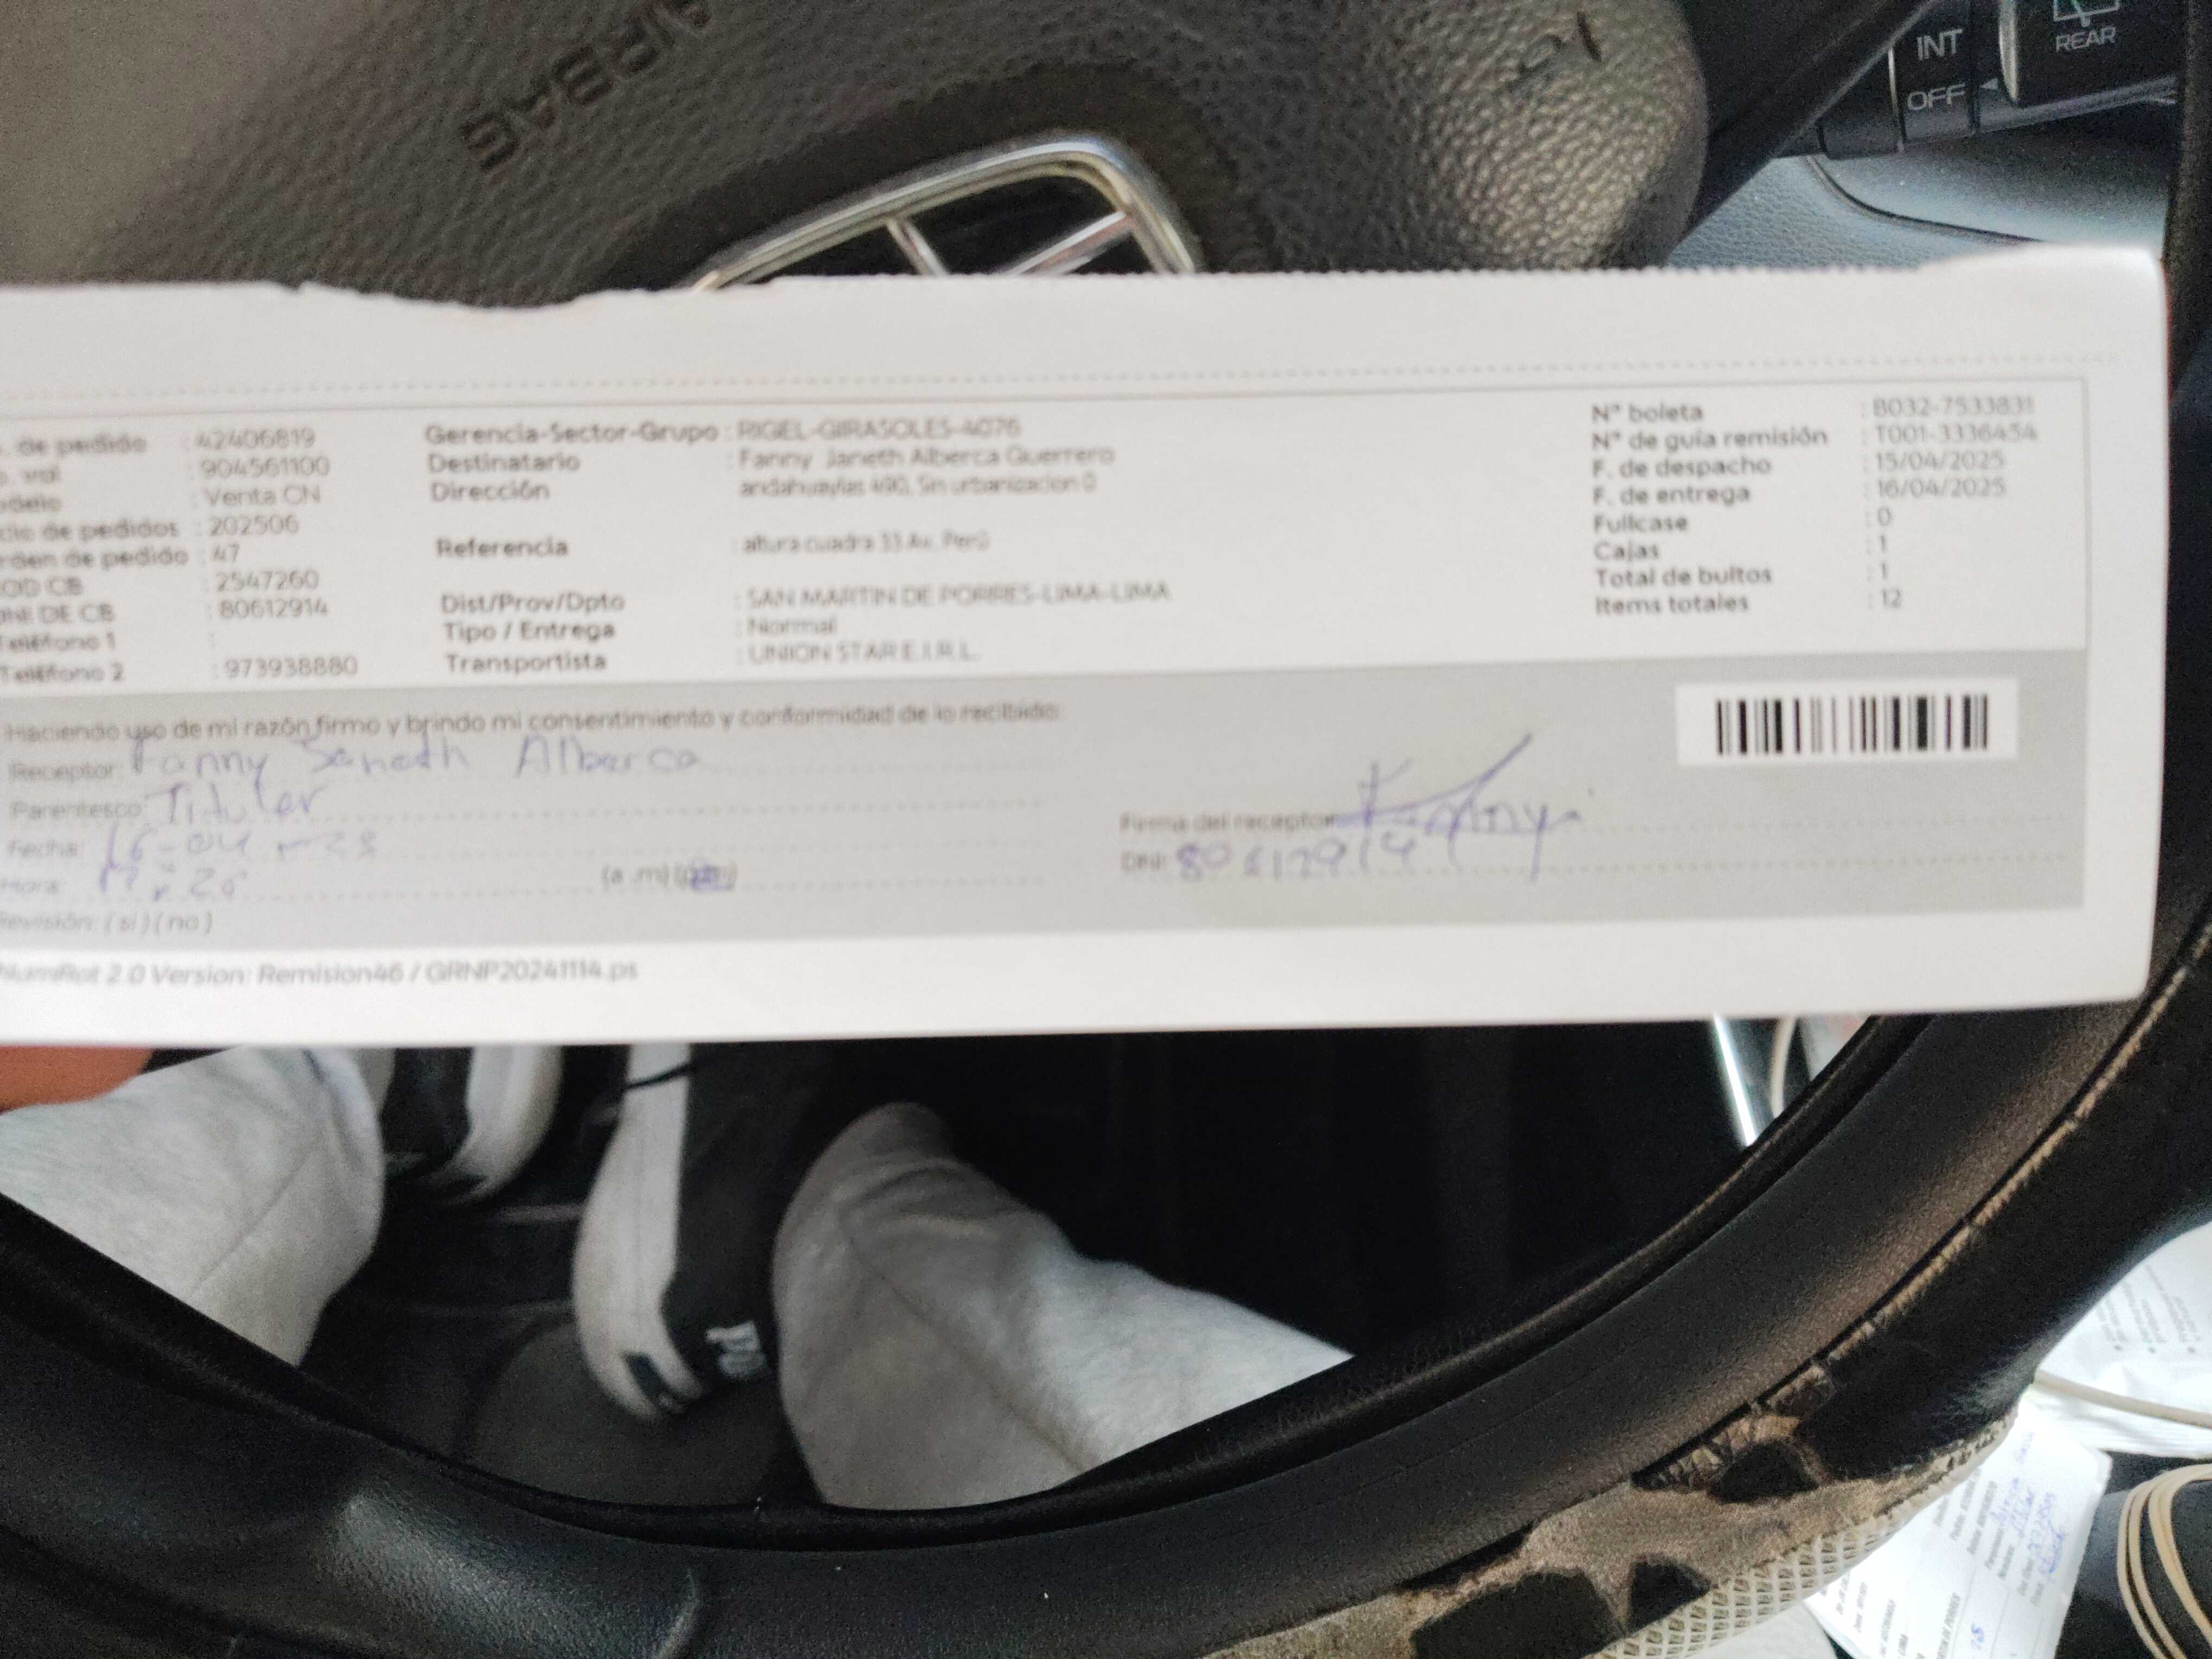 AIRBAG
INT
REAR
OFF
de pedido : 42406819
val : 904561100
: Venta CN
de pedidos : 202506
de pedido : 47
OD CB : 2547260
DE CB : 80612914
Teléfono 1 :
Teléfono 2 : 973938880
Gerencia-Sector-Grupo : RIGEL-GIRASOLES-4076
Destinatario : Fanny Janeth Alberca Guerrero
Dirección andahuaylas 490, Sin urbanizacion 0
Referencia : altura cuadra 33 Av. Perú
Dist/Prov/Dpto : SAN MARTIN DE PORRES-LIMA-LIMA
Tipo / Entrega : Normal
Transportista : UNION STAR E.I.R.L.
N° boleta : B032-7533831
N° de guía remisión : T001-3336454
F. de despacho : 15/04/2025
F. de entrega : 16/04/2025
Fullcase : 0
Cajas : 1
Total de bultos : 1
Items totales : 12
Haciendo uso de mi razón firmo y brindo mi consentimiento y conformidad de lo recibido:
Receptor: Fanny Janeth Alberca
Parentesco: Titular
Fecha: 16-04-25
Hora: 17:26 (a .m) (p.m)
Revisión: ( si ) ( no )
Firma del receptor: Fanny
DNI: 80612914
2.0 Version: Remision46 / GRNP20241114.ps